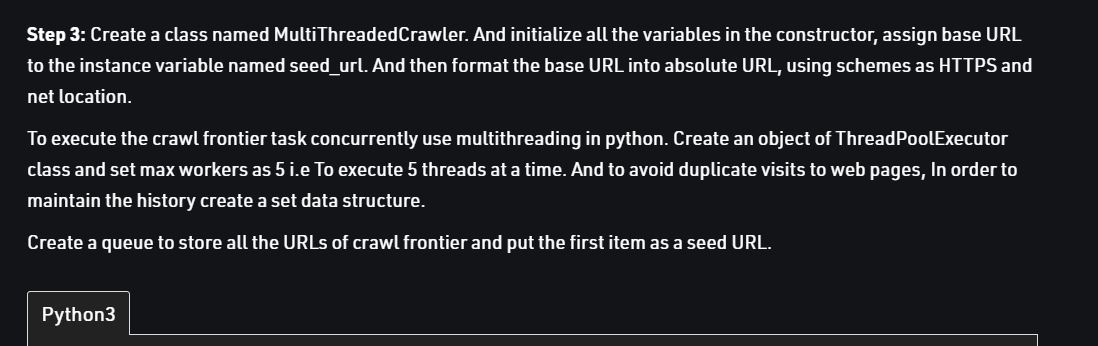 Step 3: Create a class named MultiThreadedCrawler. And initialize all the variables in the constructor, assign base URL
to the instance variable named seed_url. And then format the base URL into absolute URL, using schemes as HTTPS and
net location.
To execute the crawl frontier task concurrently use multithreading in python. Create an object of ThreadPoolExecutor
class and set max workers as 5 i.e To execute 5 threads at a time. And to avoid duplicate visits to web pages, In order to
maintain the history create a set data structure.
Create a queue to store all the URLs of crawl frontier and put the first item as a seed URL.
Python3